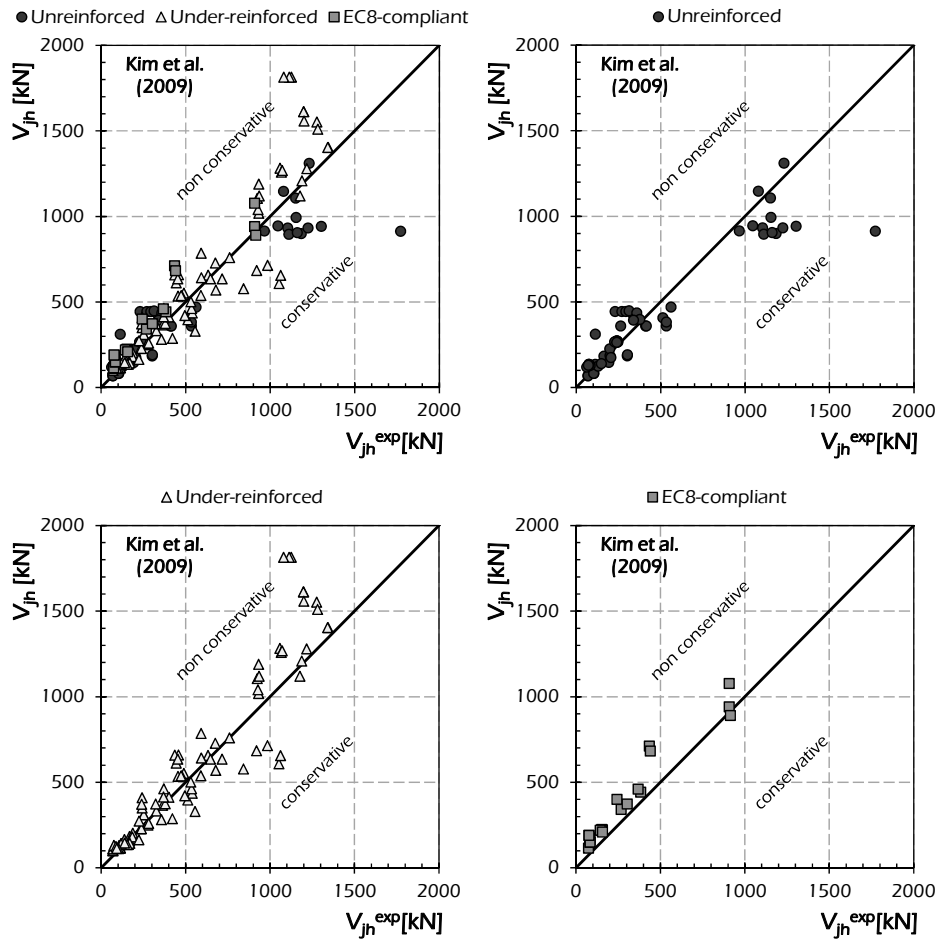 Unreinforced Under-reinforced EC8-compliant
2000
1500
1000
500
0
V_jh [kN]
Kim et al.
(2009)
non conservative
conservative
0 500 1000 1500 2000
V_jh^exp[kN]
Unreinforced
2000
1500
1000
500
0
V_jh [kN]
Kim et al.
(2009)
non conservative
conservative
0 500 1000 1500 2000
V_jh^exp[kN]
Under-reinforced
2000
1500
1000
500
0
V_jh [kN]
Kim et al.
(2009)
non conservative
conservative
0 500 1000 1500 2000
V_jh^exp[kN]
EC8-compliant
2000
1500
1000
500
0
V_jh [kN]
Kim et al.
(2009)
non conservative
conservative
0 500 1000 1500 2000
V_jh^exp[kN]